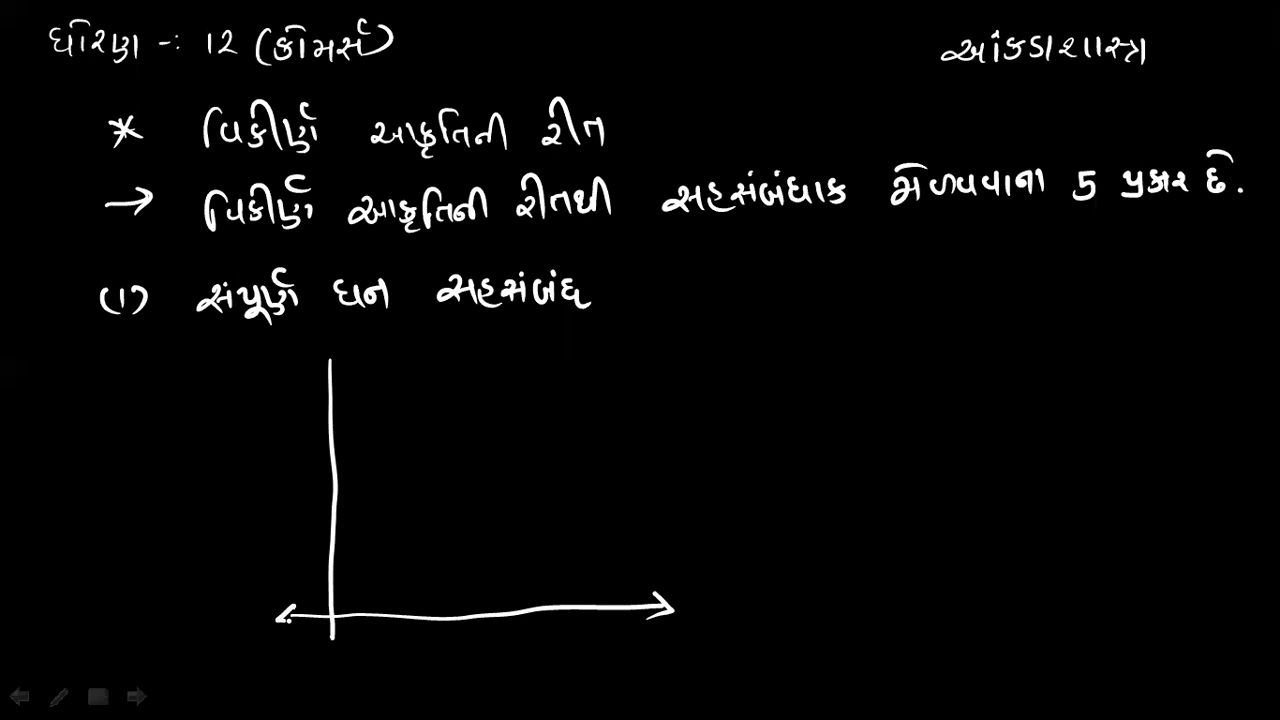 ધોરણ -: 12 (કોમર્સ)
આંકડાશાસ્ત્ર
* વિકીર્ણ આકૃતિની રીત
→ વિકીર્ણ આકૃતિની રીતથી સહસંબંધાક મેળવવાના 5 પ્રકાર છે.
(1) સંપૂર્ણ ધન સહસંબંધ